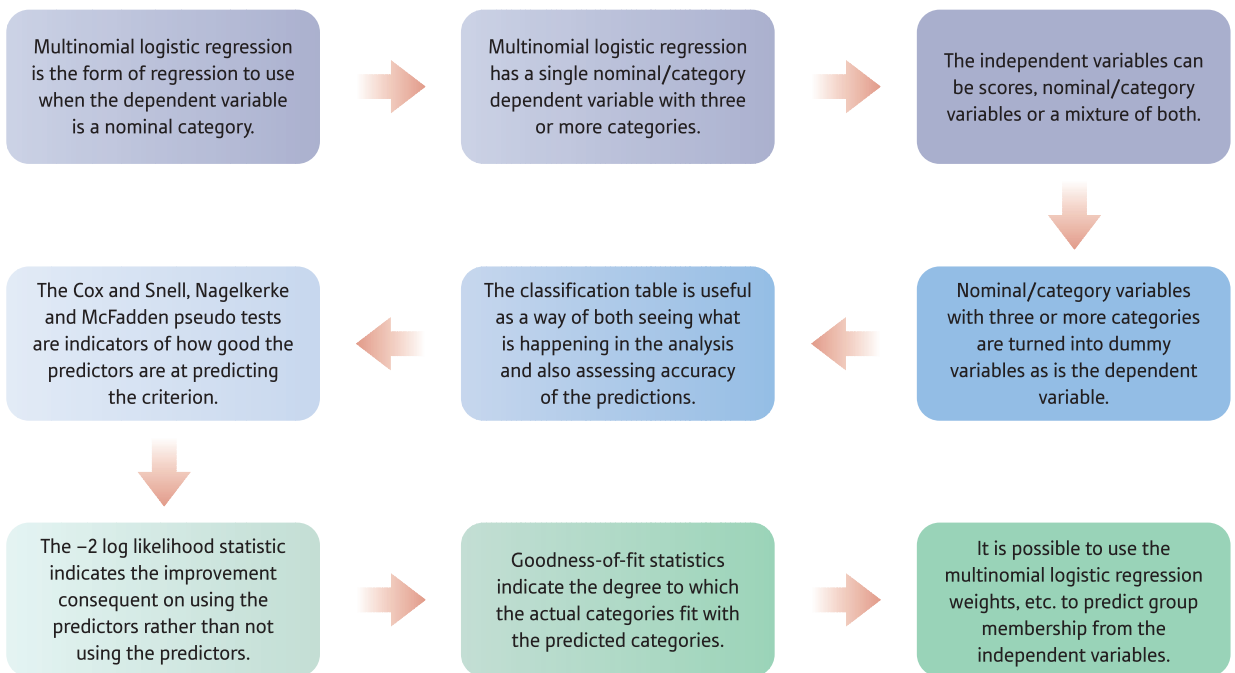 Multinomial logistic regression
is the form of regression to use
when the dependent variable
is a nominal category.
Multinomial logistic regression
has a single nominal/category
dependent variable with three
or more categories.
The independent variables can
be scores, nominal/category
variables or a mixture of both.
Nominal/category variables
with three or more categories
are turned into dummy
variables as is the dependent
variable.
The classification table is useful
as a way of both seeing what
is happening in the analysis
and also assessing accuracy
of the predictions.
The Cox and Snell, Nagelkerke
and McFadden pseudo tests
are indicators of how good the
predictors are at predicting
the criterion.
The −2 log likelihood statistic
indicates the improvement
consequent on using the
predictors rather than not
using the predictors.
Goodness-of-fit statistics
indicate the degree to which
the actual categories fit with
the predicted categories.
It is possible to use the
multinomial logistic regression
weights, etc. to predict group
membership from the
independent variables.